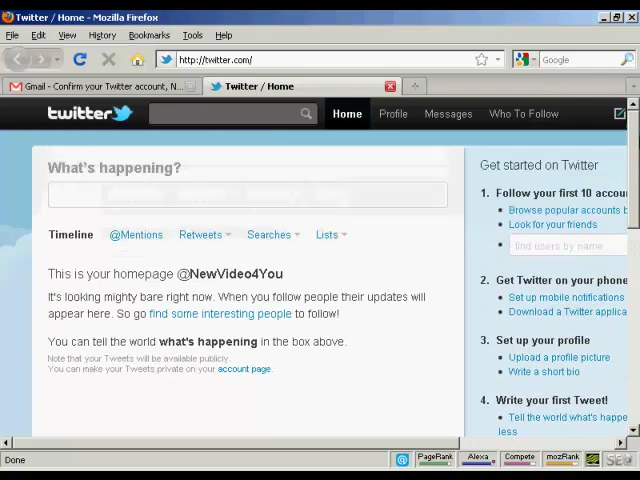 Twitter / Home - Mozilla Firefox
File Edit View History Bookmarks Tools Help
http://twitter.com/ Google
Gmail - Confirm your Twitter account, N... Twitter / Home
twitter Home Profile Messages Who To Follow
What's happening?
Timeline @Mentions Retweets Searches Lists
This is your homepage @NewVideo4You
It's looking mighty bare right now. When you follow people their updates will
appear here. So go find some interesting people to follow!
You can tell the world what's happening in the box above.
Note that your Tweets will be available publicly.
You can make your Tweets private on your account page.
Get started on Twitter
1. Follow your first 10 accou
Browse popular accounts b
Look for your friends
find users by name
2. Get Twitter on your phone
Set up mobile notifications
Download a Twitter applica
3. Set up your profile
Upload a profile picture
Write a short bio
4. Write your first Tweet!
Tell the world what's happe
less
Done PageRank Alexa Compete mozRank SEO